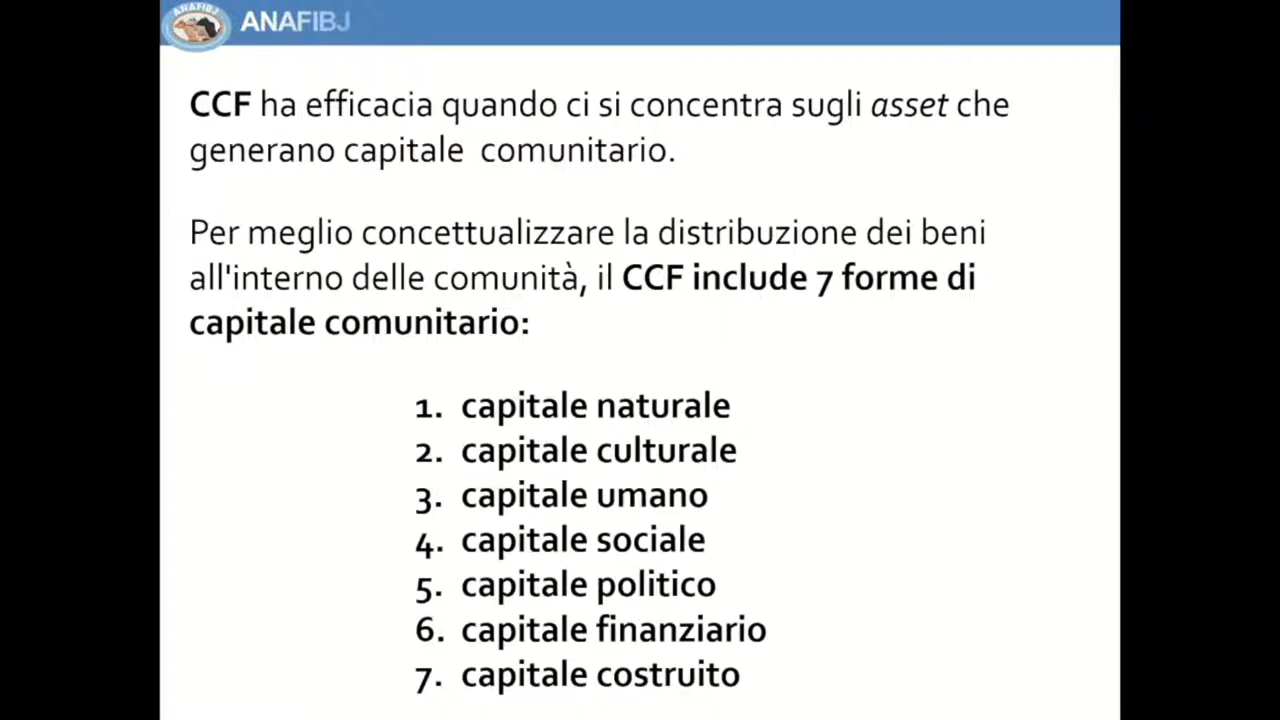 ANAFIBJ
ANAFIBJ
CCF ha efficacia quando ci si concentra sugli asset che
generano capitale  comunitario.
Per meglio concettualizzare la distribuzione dei beni
all'interno delle comunità, il CCF include 7 forme di
capitale comunitario:
1. capitale naturale
2. capitale culturale
3. capitale umano
4. capitale sociale
5. capitale politico
6. capitale finanziario
7. capitale costruito